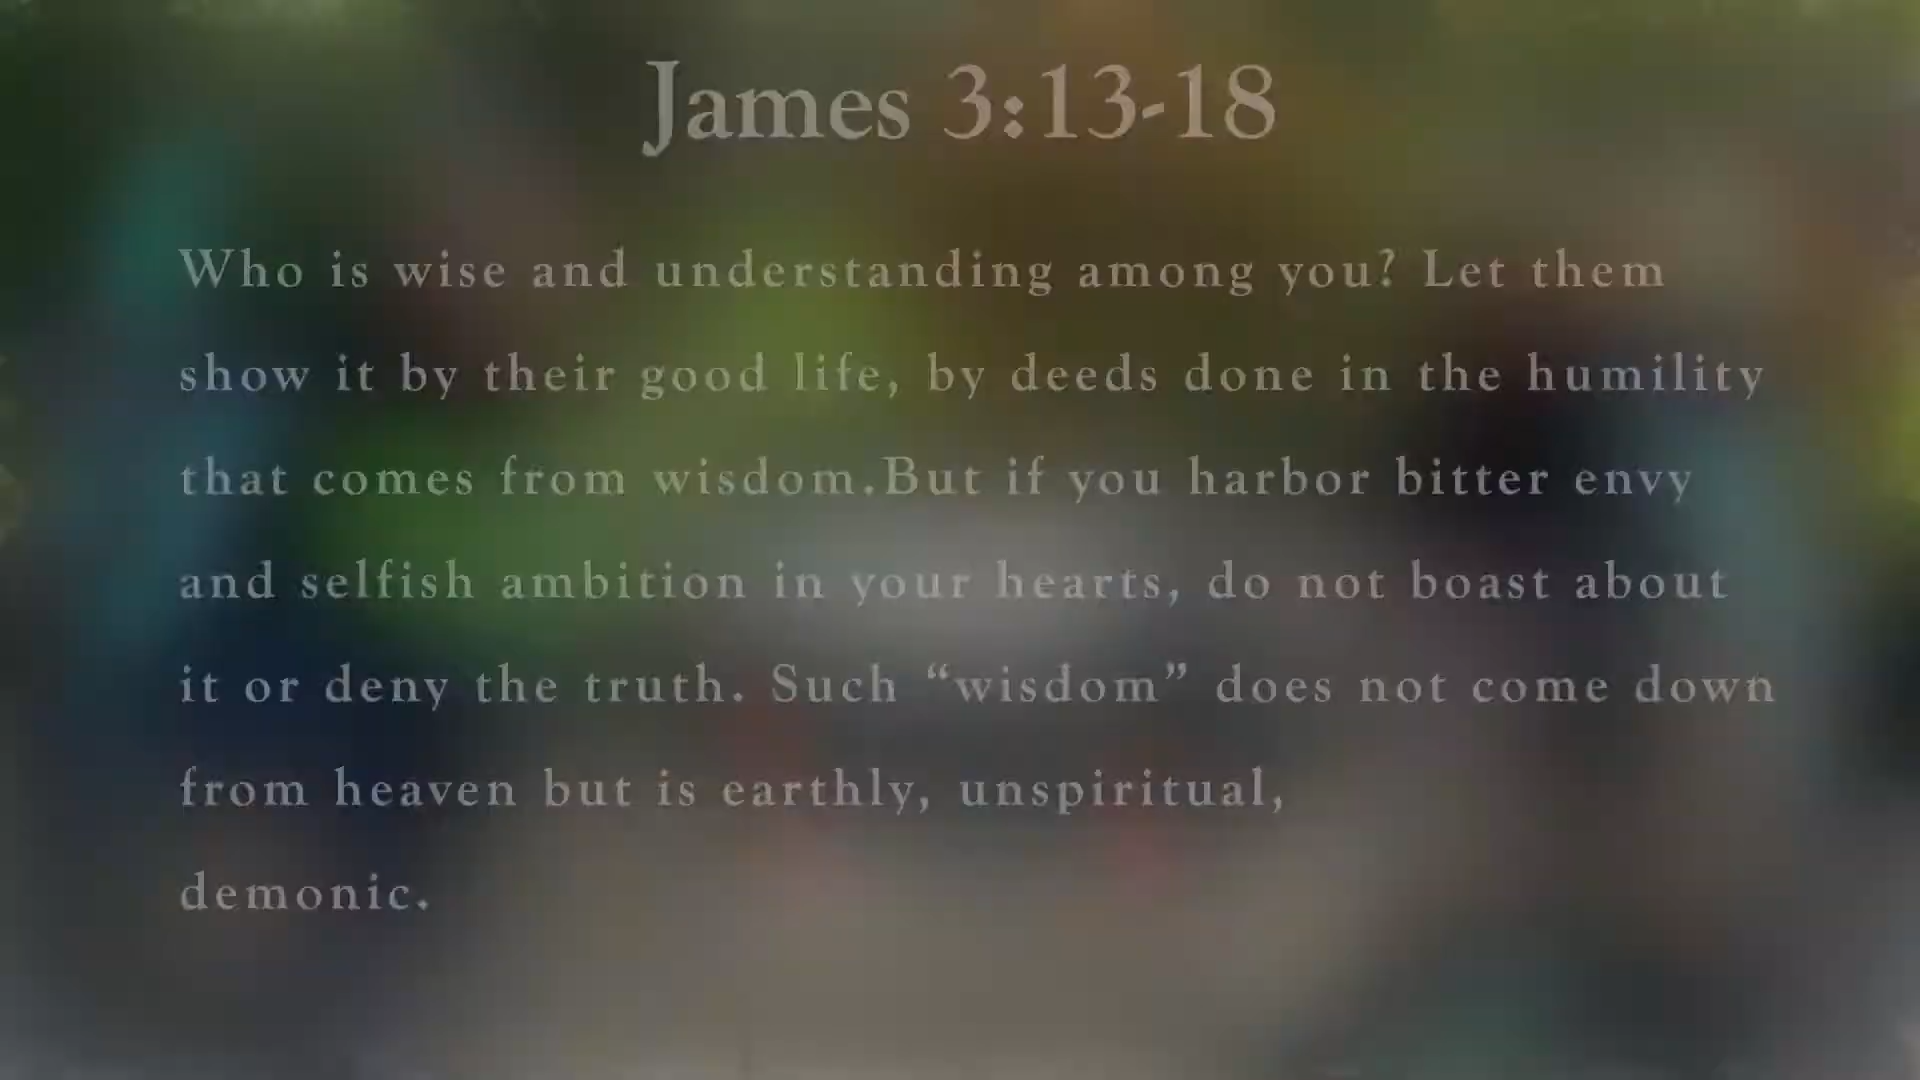 James 3:13-18
Who is wise and understanding among you? Let them
show it by their good life, by deeds done in the humility
that comes from wisdom.But if you harbor bitter envy
and selfish ambition in your hearts, do not boast about
it or deny the truth. Such “wisdom” does not come down
from heaven but is earthly, unspiritual,
demonic.